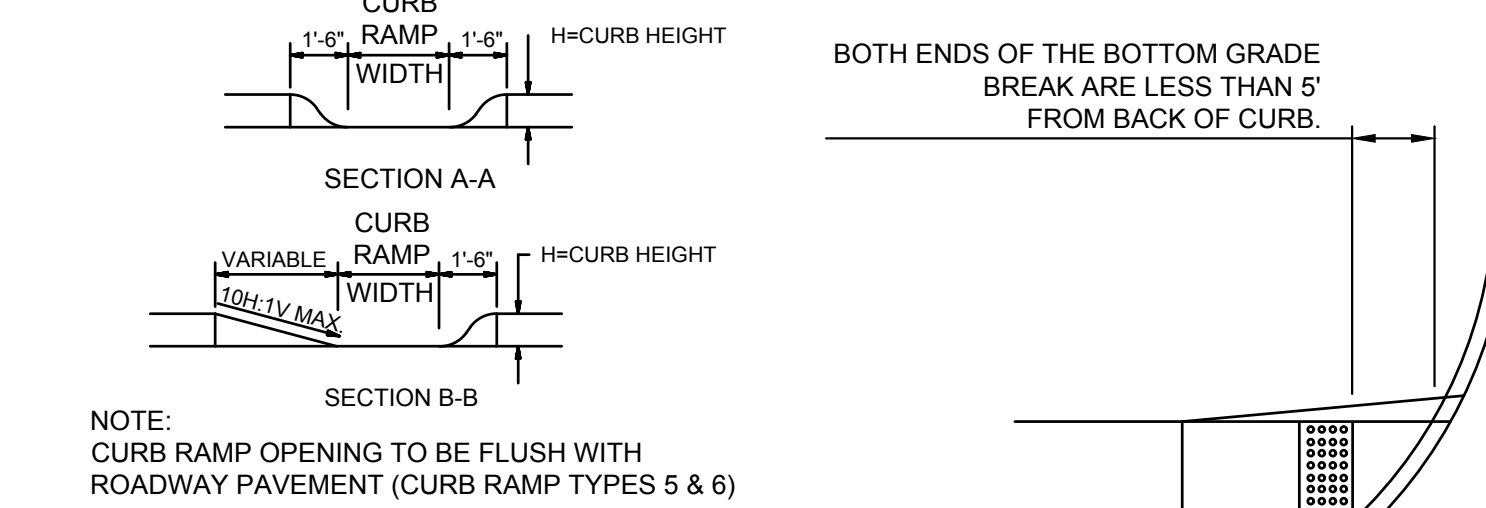 CURB
RAMP
WIDTH
1'-6"
1'-6"
H=CURB HEIGHT
SECTION A-A
CURB
RAMP
WIDTH
VARIABLE
1'-6"
H=CURB HEIGHT
10H:1V MAX.
SECTION B-B
NOTE:
CURB RAMP OPENING TO BE FLUSH WITH
ROADWAY PAVEMENT (CURB RAMP TYPES 5 & 6)
BOTH ENDS OF THE BOTTOM GRADE
BREAK ARE LESS THAN 5'
FROM BACK OF CURB.